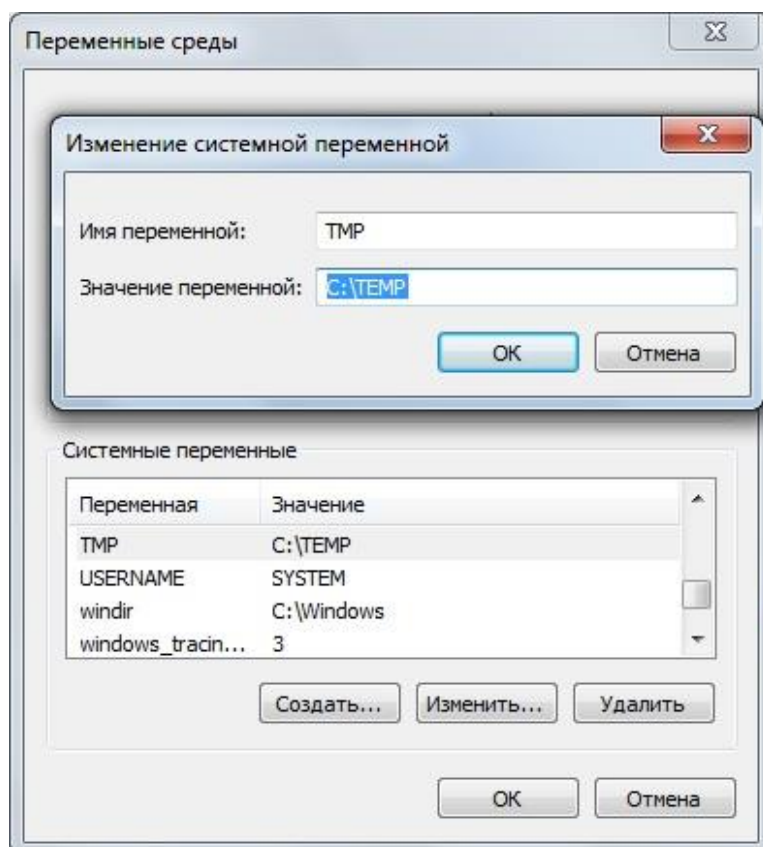 Переменные среды
Изменение системной переменной
Имя переменной: TMP
Значение переменной: C:\TEMP
OK Отмена
Системные переменные
Переменная Значение
TMP C:\TEMP
USERNAME SYSTEM
windir C:\Windows
windows_tracin... 3
Создать... Изменить... Удалить
OK Отмена